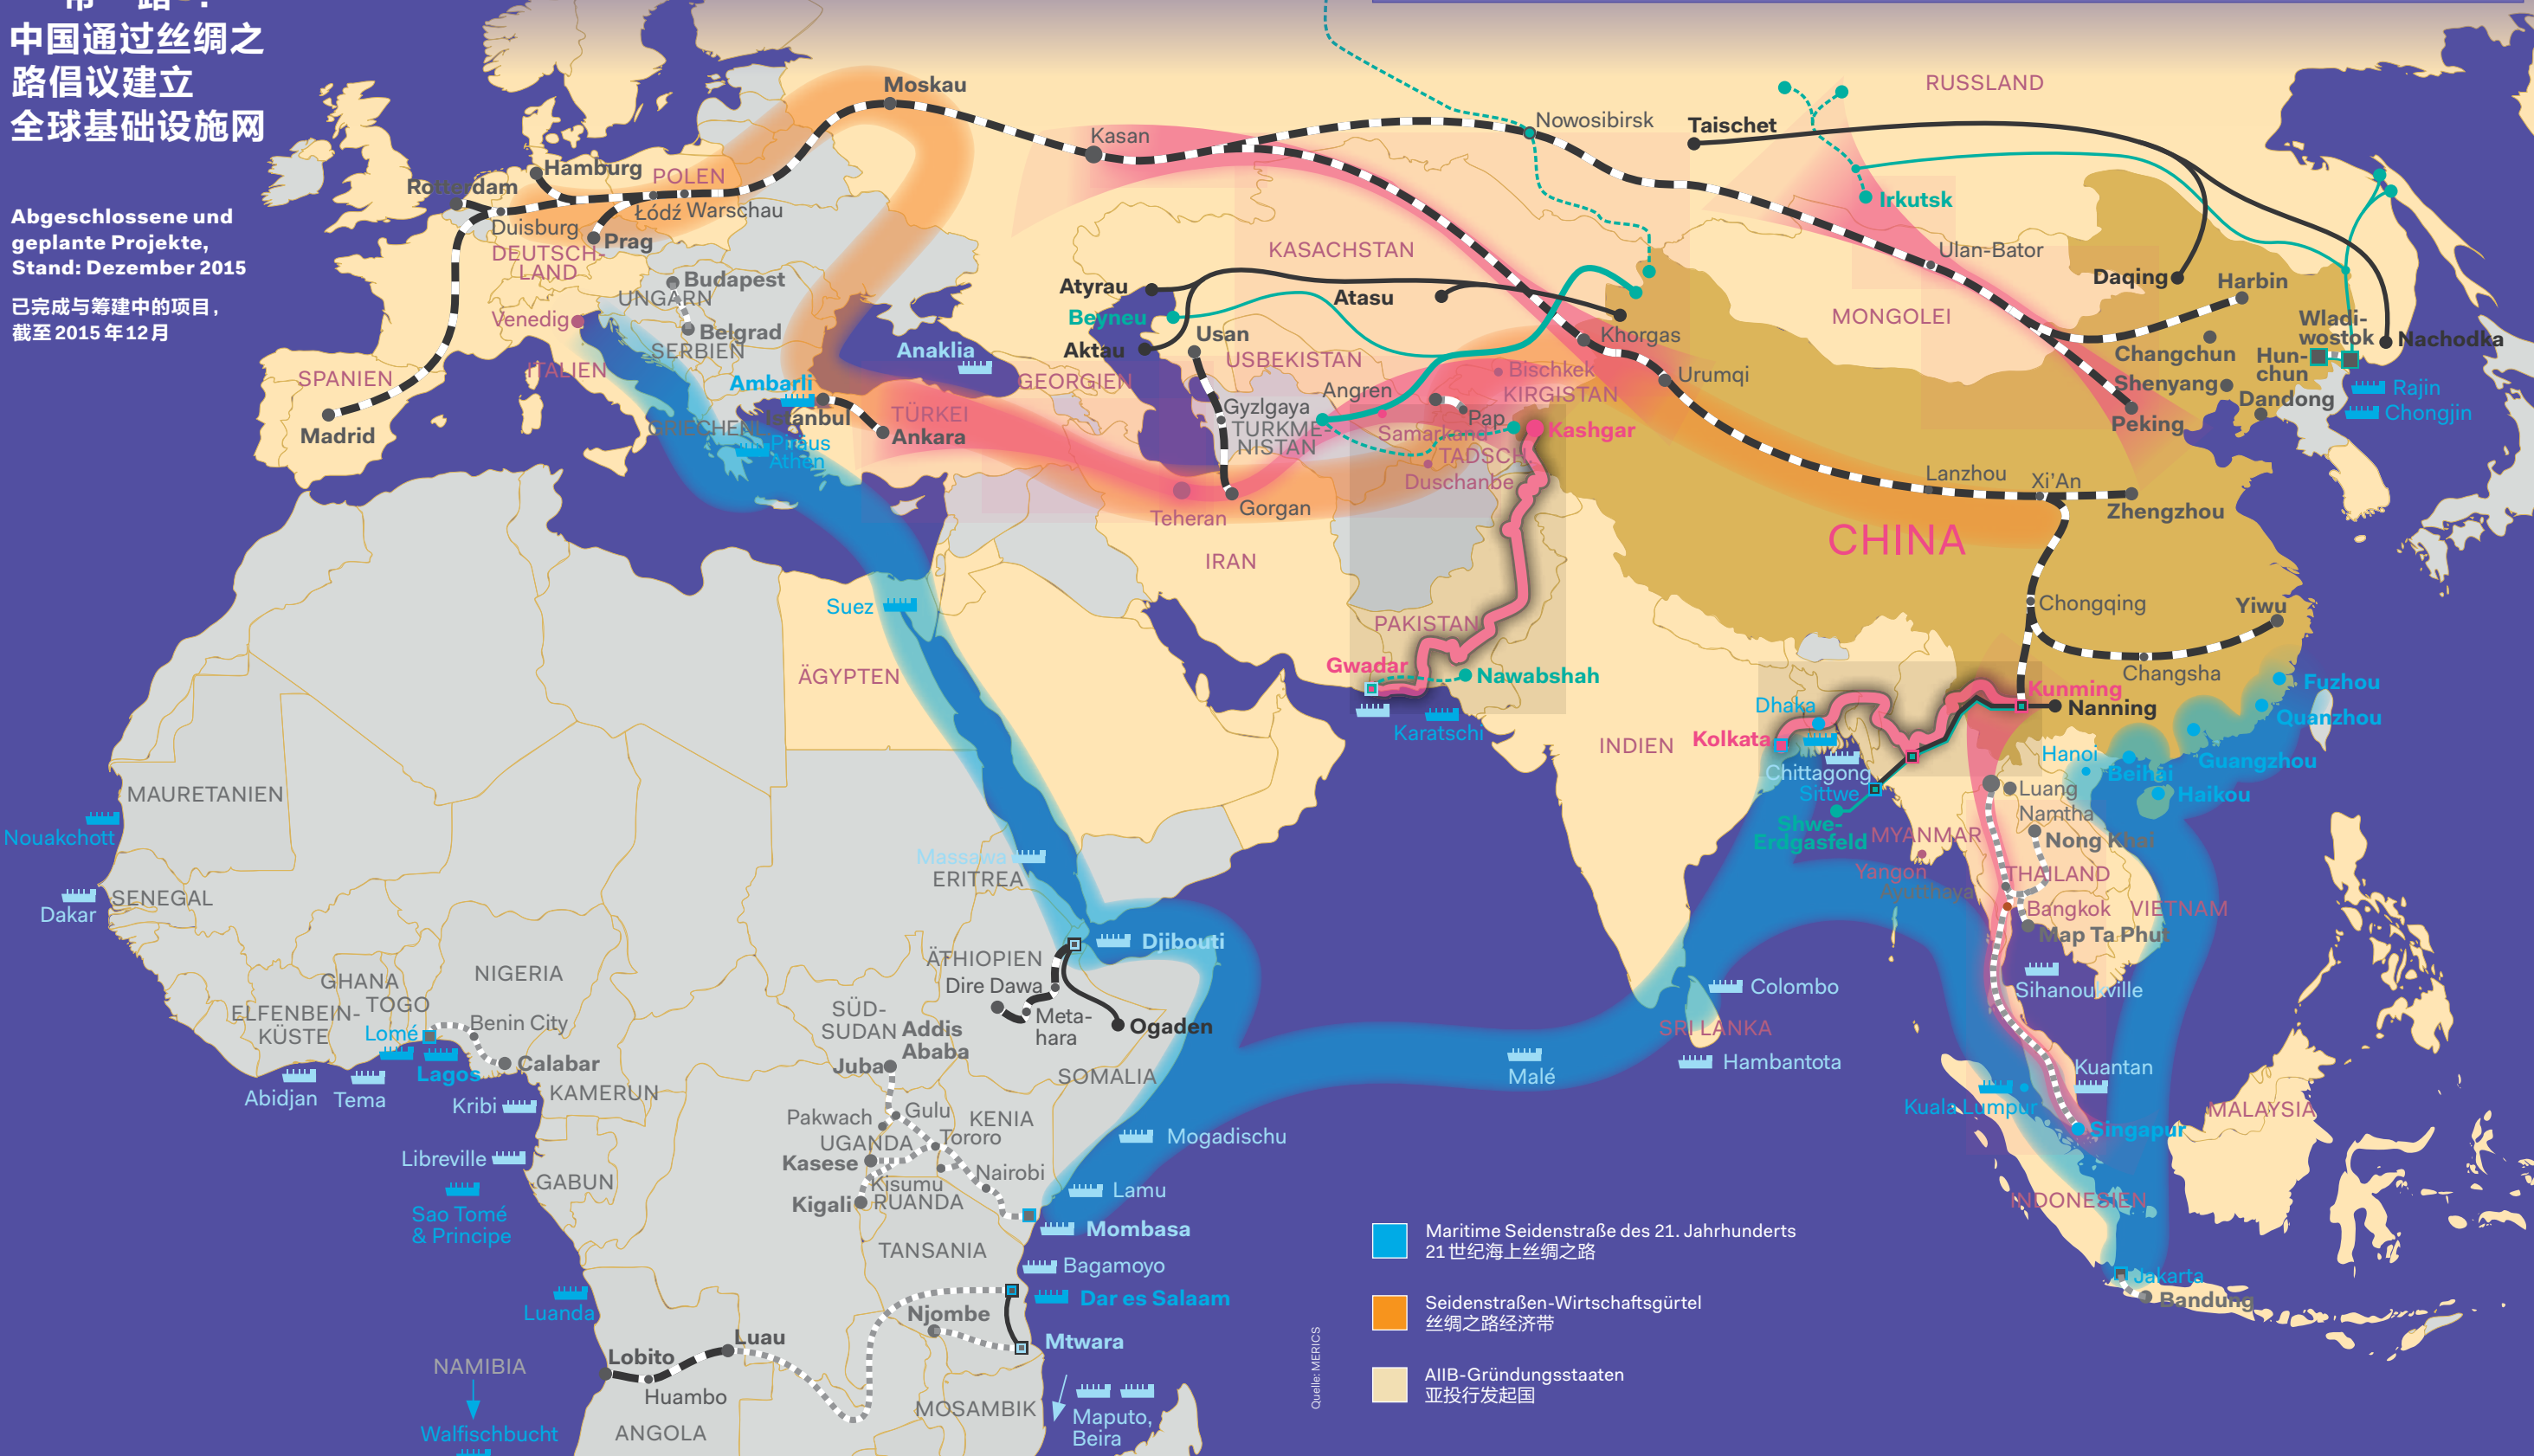 中国通过丝绸之
路倡议建立
全球基础设施网
Abgeschlossene und
geplante Projekte,
Stand: Dezember 2015
已完成与筹建中的项目，
截至2015年12月
Moskau
Kasan
Nowosibirsk
Taischet
RUSSLAND
Hamburg
Rotterdam
POLEN
Łódź
Warschau
Duisburg
Prag
DEUTSCH-
LAND
Irkutsk
KASACHSTAN
Ulan-Bator
Budapest
UNGARN
Atyrau
Atasu
Daqing
Harbin
Venedig
Belgrad
SERBIEN
Beyneu
Usan
Khorgas
MONGOLEI
Wladi-
wostok
Nachodka
Anaklia
Aktau
USBEKISTAN
Changchun
Hun-
chun
ITALIEN
SPANIEN
Ambarli
GEORGIEN
Angren
Bischkek
KIRGISTAN
Urumqi
Shenyang
Rajin
Dandong
Chongjin
Istanbul
TÜRKEI
Gyzlgaya
Pap
Peking
Madrid
GRIECHENL.
Ankara
TURKME-
NISTAN
Samarkand
Kashgar
Piräus
Athen
TADSCH.
Duschanbe
Lanzhou
Xi’An
Teheran
Gorgan
Zhengzhou
CHINA
IRAN
Suez
Chongqing
Yiwu
PAKISTAN
ÄGYPTEN
Gwadar
Nawabshah
Changsha
Kunming
Nanning
Fuzhou
Quanzhou
Karatschi
INDIEN
Dhaka
Kolkata
Hanoi
Beihai
Guangzhou
Chittagong
Sittwe
Haikou
Luang
Namtha
MAURETANIEN
Nouakchott
Shwe-
Erdgasfeld
MYANMAR
Nong Khai
Massawa
ERITREA
Yangon
THAILAND
Ayutthaya
SENEGAL
Dakar
Bangkok
VIETNAM
Map Ta Phut
Djibouti
ÄTHIOPIEN
Dire Dawa
NIGERIA
GHANA
TOGO
ELFENBEIN-
KÜSTE
Sihanoukville
Colombo
SÜD-
SUDAN
Addis
Ababa
Meta-
hara
Ogaden
SRI LANKA
Lomé
Benin City
Calabar
Lagos
Juba
Malé
Hambantota
Kuantan
Abidjan
Tema
KAMERUN
Kribi
SOMALIA
Kuala Lumpur
MALAYSIA
Pakwach
Gulu
KENIA
Tororo
UGANDA
Mogadischu
Singapur
Libreville
GABUN
Kasese
Nairobi
Kisumu
Kigali
RUANDA
Lamu
INDONESIEN
Sao Tomé
& Principe
Mombasa
TANSANIA
Bagamoyo
Jakarta
Bandung
Luanda
Dar es Salaam
Njombe
Mtwara
Luau
Lobito
NAMIBIA
Huambo
MOSAMBIK
Maputo,
Beira
Walfischbucht
ANGOLA
Maritime Seidenstraße des 21. Jahrhunderts
21世纪海上丝绸之路
Seidenstraßen-Wirtschaftsgürtel
丝绸之路经济带
AIIB-Gründungsstaaten
亚投行发起国
Quelle: MERICS